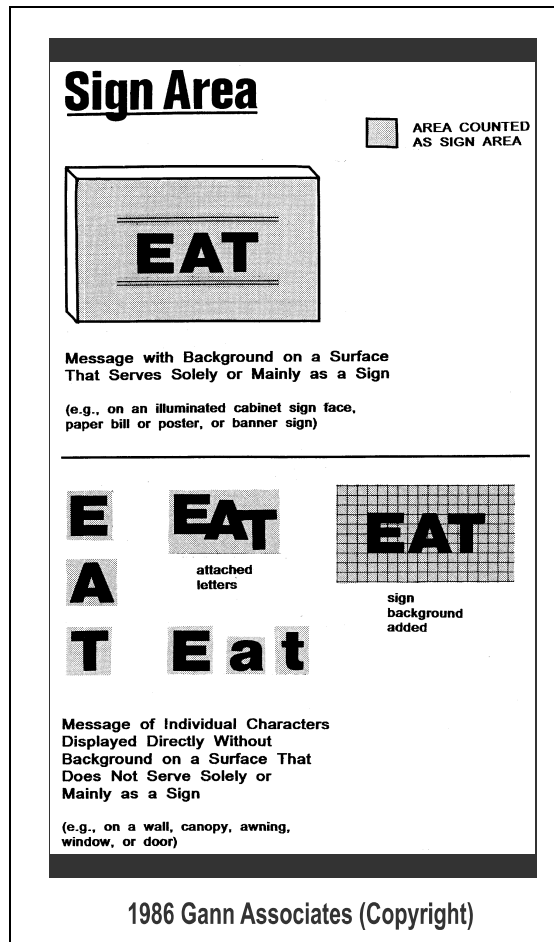 Sign Area
AREA COUNTED
AS SIGN AREA
EAT
Message with Background on a Surface
That Serves Solely or Mainly as a Sign
(e.g., on an illuminated cabinet sign face,
paper bill or poster, or banner sign)
E
A
T
EAT
attached
letters
Eat
EAT
sign
background
added
Message of Individual Characters
Displayed Directly Without
Background on a Surface That
Does Not Serve Solely or
Mainly as a Sign
(e.g., on a wall, canopy, awning,
window, or door)
1986 Gann Associates (Copyright)